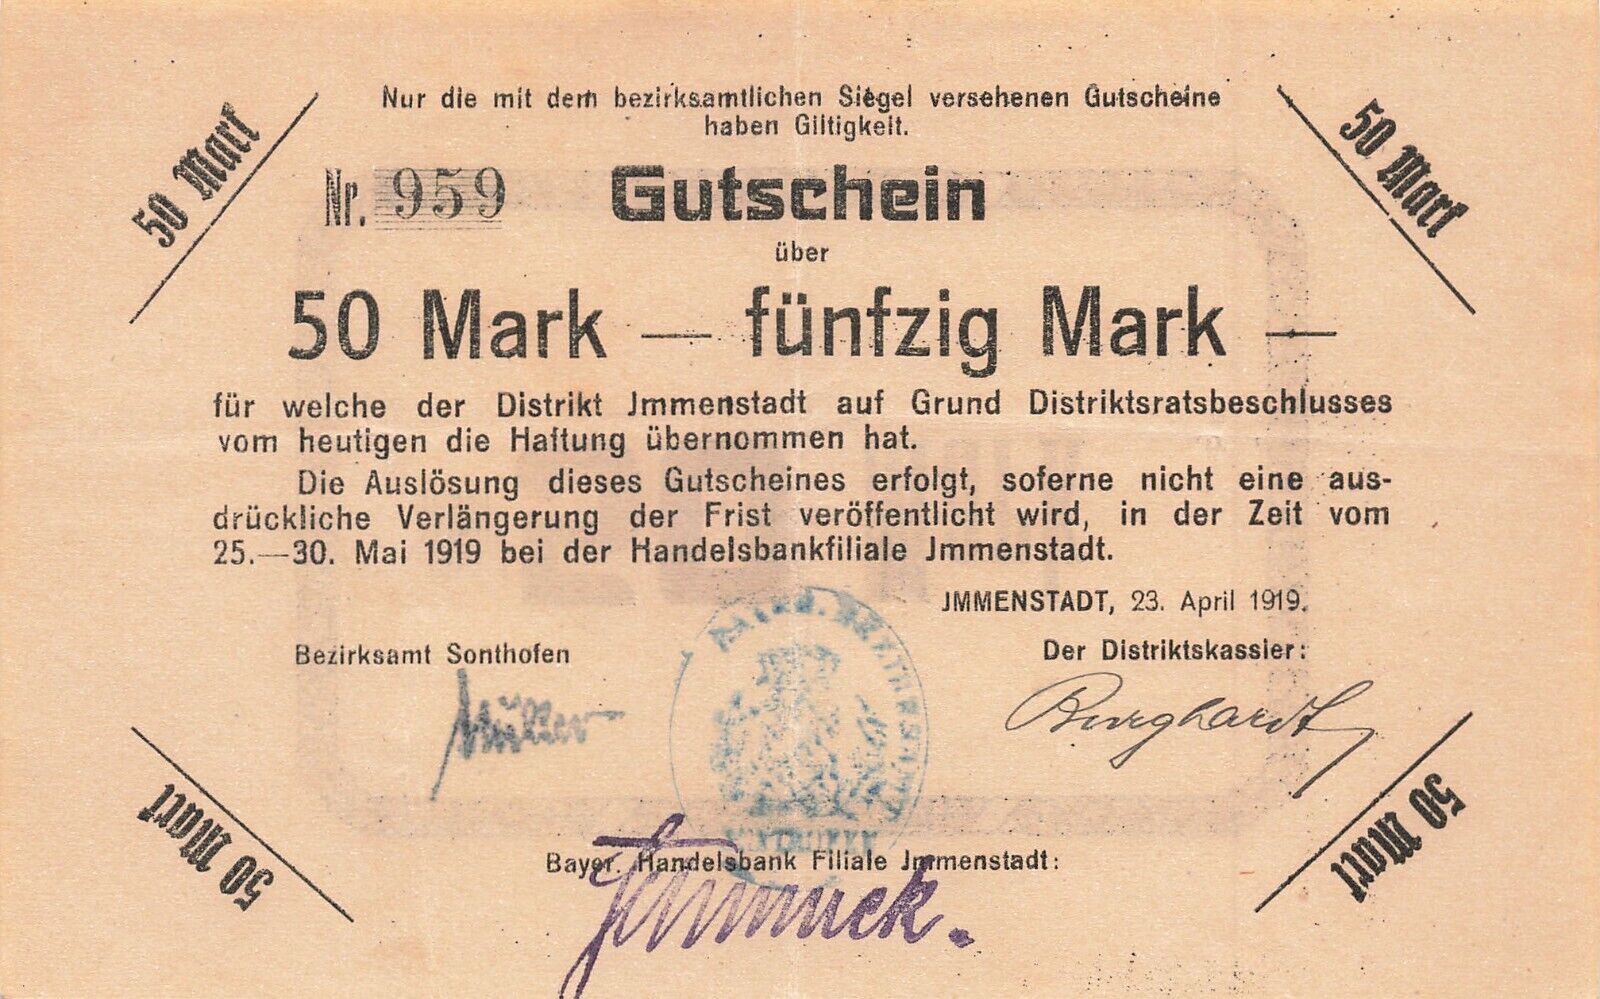 Nur die mit dem bezirksamtlichen Siegel versehenen Gutscheine
haben Giltigkeit.
50 Mark
50 Mark
Nr. 959
Gutschein
über
50 Mark — fünfzig Mark —
für welche der Distrikt Jmmenstadt auf Grund Distriktsratsbeschlusses
vom heutigen die Haftung übernommen hat.
Die Auslösung dieses Gutscheines erfolgt, soferne nicht eine aus-
drückliche Verlängerung der Frist veröffentlicht wird, in der Zeit vom
25.—30. Mai 1919 bei der Handelsbankfiliale Jmmenstadt.
JMMENSTADT, 23. April 1919.
Bezirksamt Sonthofen
Der Distriktskassier:
Müller
Burghardt
Bayer. Handelsbank Filiale Jmmenstadt:
Schmuck.
50 Mark
50 Mark